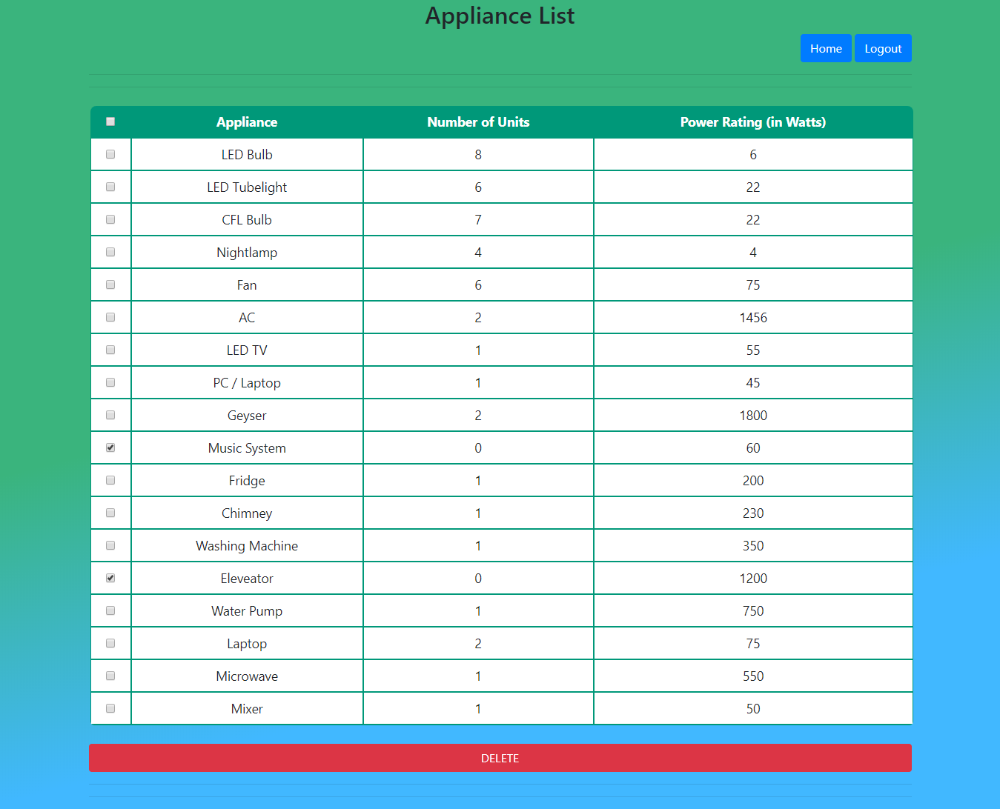 Appliance List
Home Logout
Appliance Number of Units Power Rating (in Watts)
LED Bulb 8 6
LED Tubelight 6 22
CFL Bulb 7 22
Nightlamp 4 4
Fan 6 75
AC 2 1456
LED TV 1 55
PC / Laptop 1 45
Geyser 2 1800
Music System 0 60
Fridge 1 200
Chimney 1 230
Washing Machine 1 350
Eleveator 0 1200
Water Pump 1 750
Laptop 2 75
Microwave 1 550
Mixer 1 50
DELETE